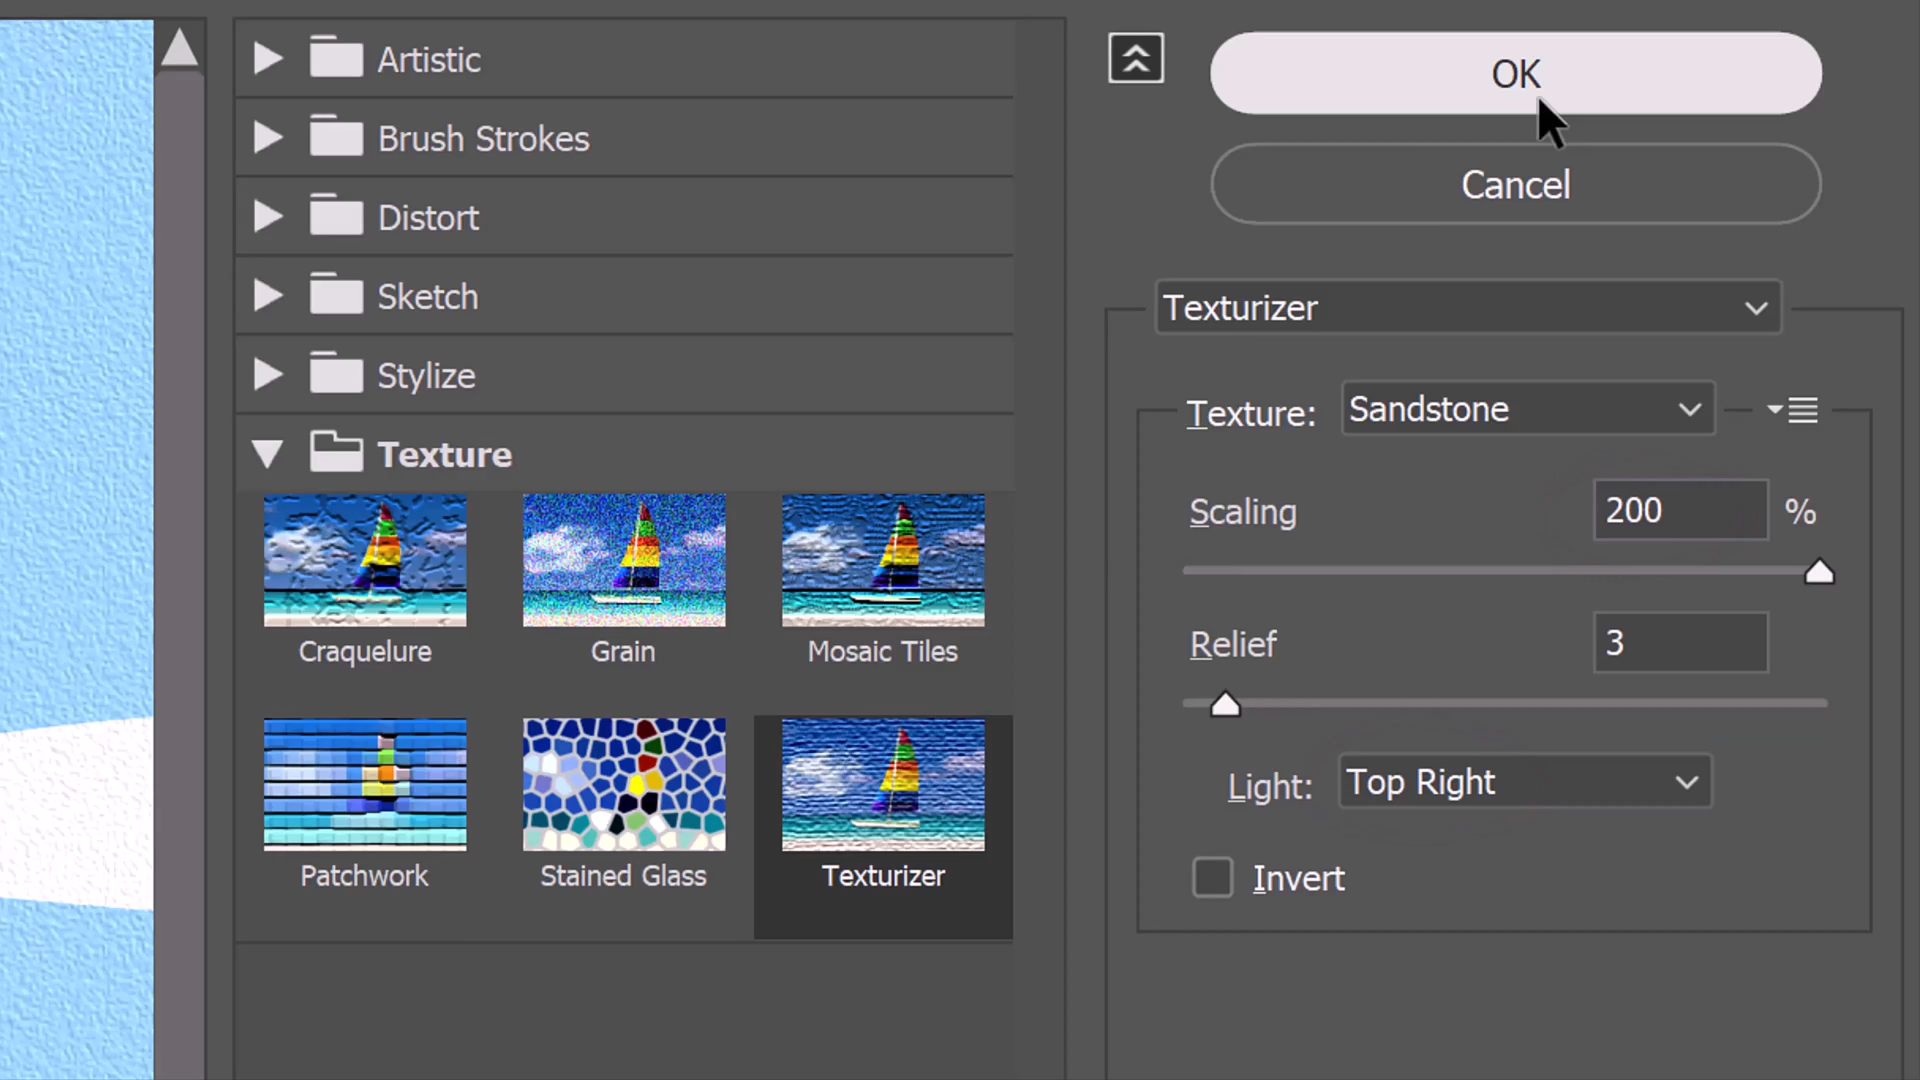 Artistic
Brush Strokes
Distort
Sketch
Stylize
Texture
Craquelure
Grain
Mosaic Tiles
Patchwork
Stained Glass
Texturizer
OK
Cancel
Texturizer
Texture: Sandstone
Scaling 200 %
Relief 3
Light: Top Right
Invert